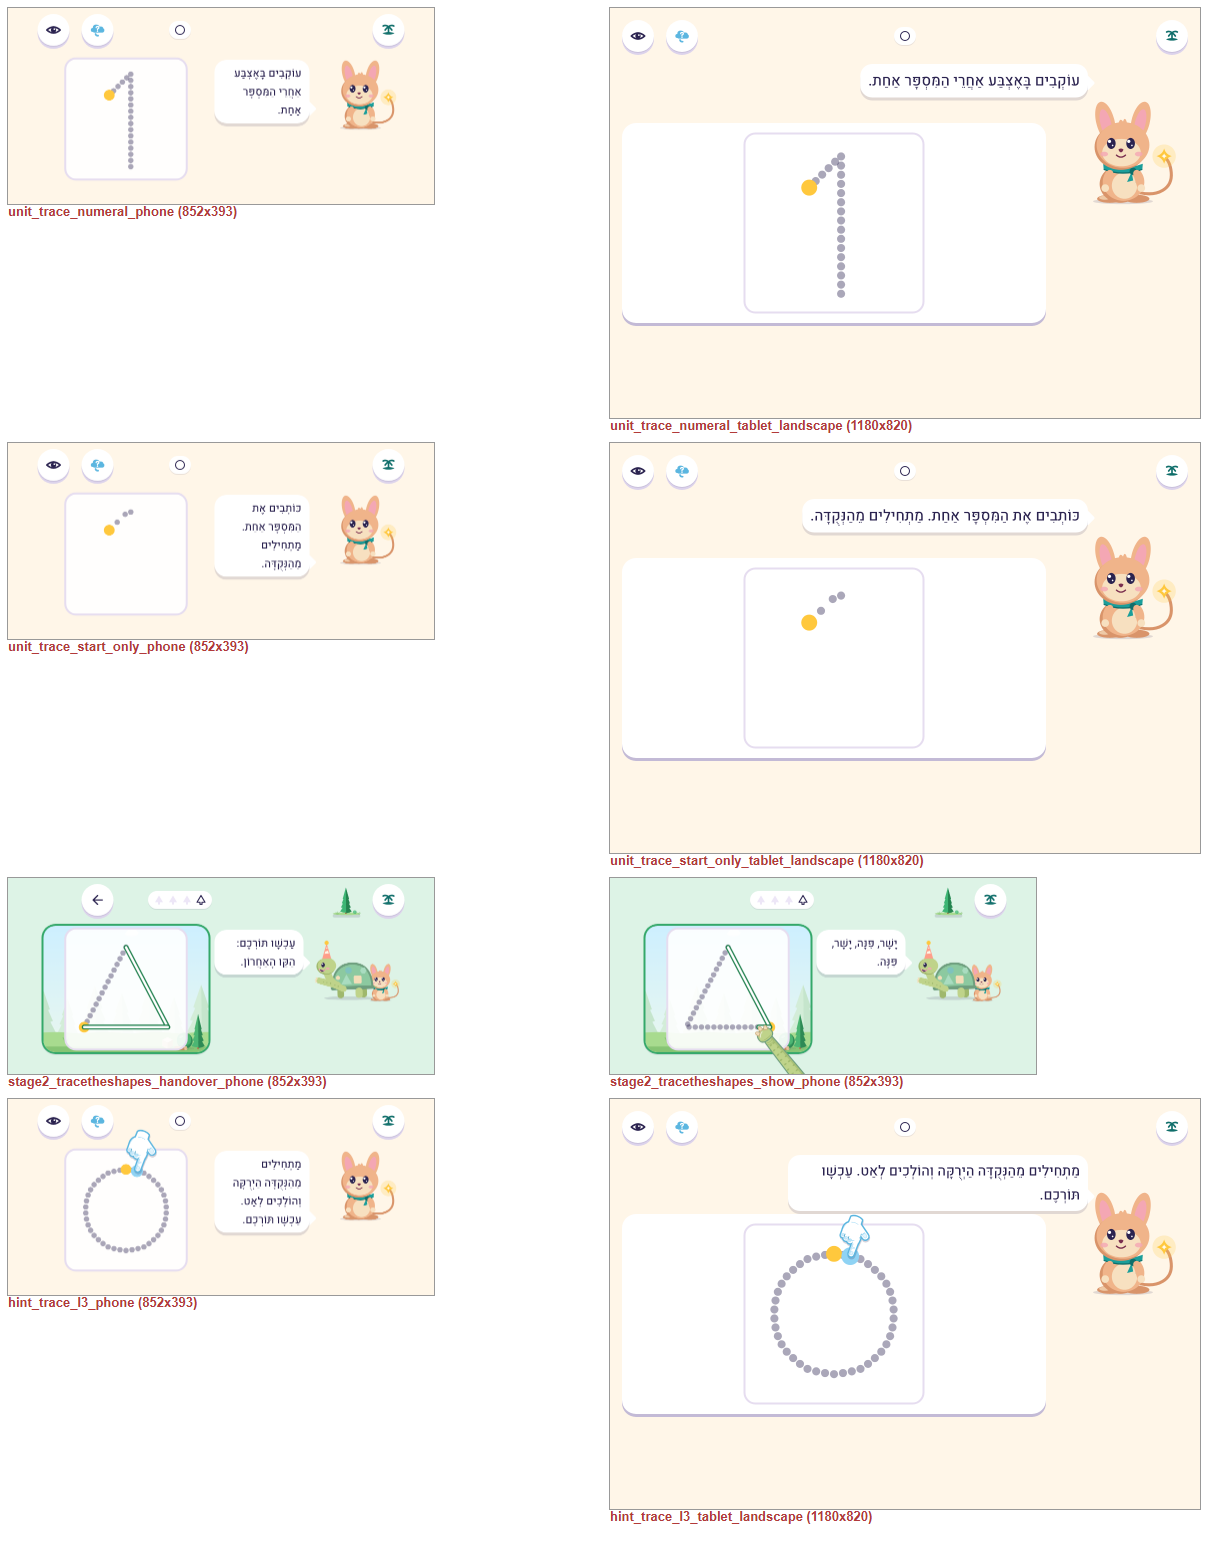 עוֹקְבִים בָּאֶצְבַּע
אַחֲרֵי הַמִּסְפָּר
אַחַת.
unit_trace_numeral_phone (852x393)
עוֹקְבִים בָּאֶצְבַּע אַחֲרֵי הַמִּסְפָּר אַחַת.
unit_trace_numeral_tablet_landscape (1180x820)
כּוֹתְבִים אֶת
הַמִּסְפָּר אַחַת.
מַתְחִילִים
מֵהַנְּקֻדָּה.
unit_trace_start_only_phone (852x393)
כּוֹתְבִים אֶת הַמִּסְפָּר אַחַת. מַתְחִילִים מֵהַנְּקֻדָּה.
unit_trace_start_only_tablet_landscape (1180x820)
עַכְשָׁו תּוֹרְכֶם:
הַקַּו הָאַחֲרוֹן.
stage2_tracetheshapes_handover_phone (852x393)
יָשָׁר, פִּנָּה, יָשָׁר,
פִּנָּה.
stage2_tracetheshapes_show_phone (852x393)
מַתְחִילִים
מֵהַנְּקֻדָּה הַיְרֻקָּה
וְהוֹלְכִים לְאַט.
עַכְשָׁו תּוֹרְכֶם.
hint_trace_l3_phone (852x393)
מַתְחִילִים מֵהַנְּקֻדָּה הַיְרֻקָּה וְהוֹלְכִים לְאַט. עַכְשָׁו
תּוֹרְכֶם.
hint_trace_l3_tablet_landscape (1180x820)